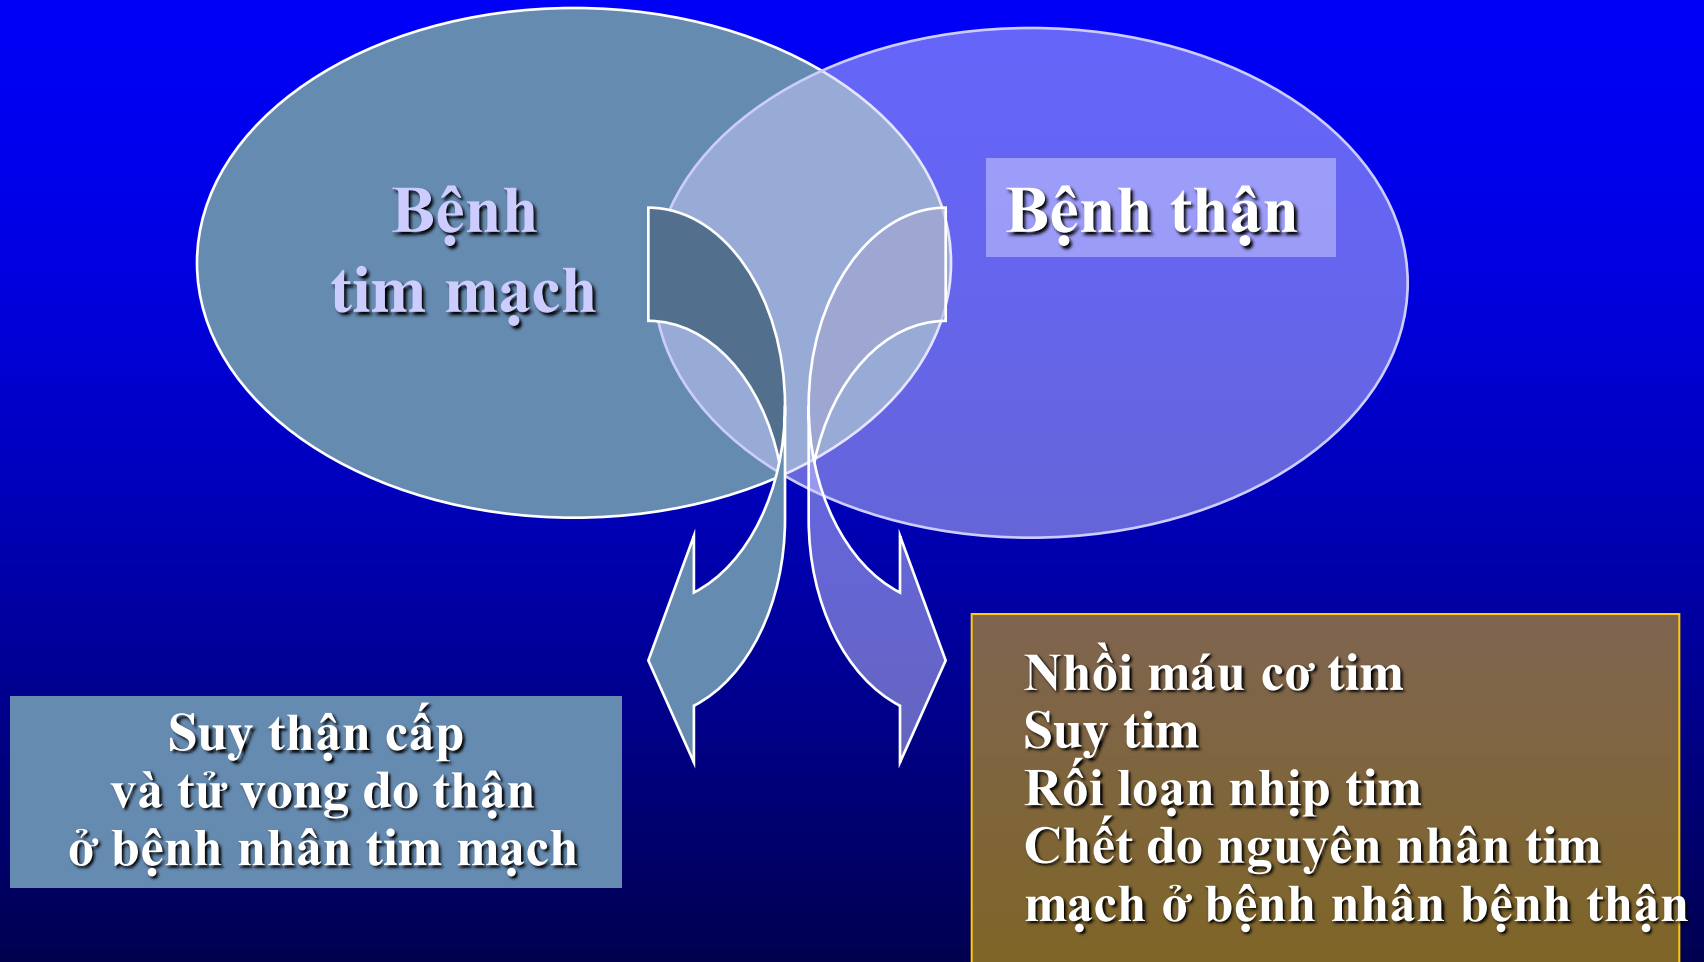 Bệnh
tim mạch
Bệnh thận
Suy thận cấp
và tử vong do thận
ở bệnh nhân tim mạch
Nhồi máu cơ tim
Suy tim
Rối loạn nhịp tim
Chết do nguyên nhân tim
mạch ở bệnh nhân bệnh thận